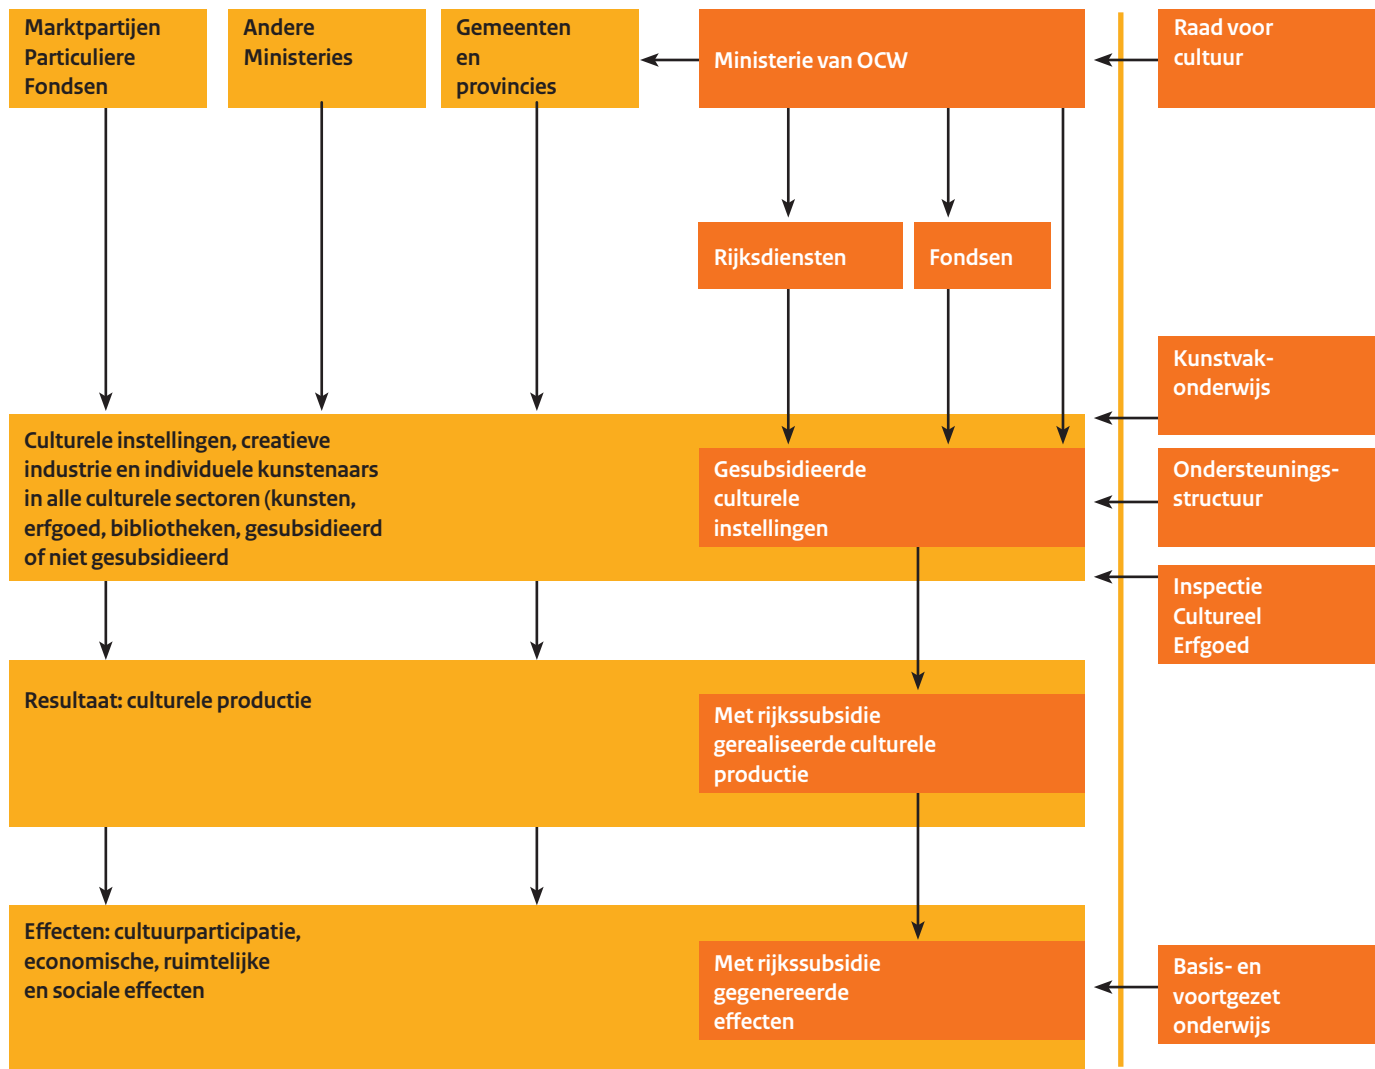 Marktpartijen
Particuliere
Fondsen
Andere
Ministeries
Gemeenten
en
provincies
Ministerie van OCW
Raad voor
cultuur
Rijksdiensten
Fondsen
Kunstvak-
onderwijs
Culturele instellingen, creatieve
industrie en individuele kunstenaars
in alle culturele sectoren (kunsten,
erfgoed, bibliotheken, gesubsidieerd
of niet gesubsidieerd
Gesubsidieerde
culturele
instellingen
Ondersteunings-
structuur
Inspectie
Cultureel
Erfgoed
Resultaat: culturele productie
Met rijkssubsidie
gerealiseerde culturele
productie
Effecten: cultuurparticipatie,
economische, ruimtelijke
en sociale effecten
Met rijkssubsidie
gegenereerde
effecten
Basis- en
voortgezet
onderwijs